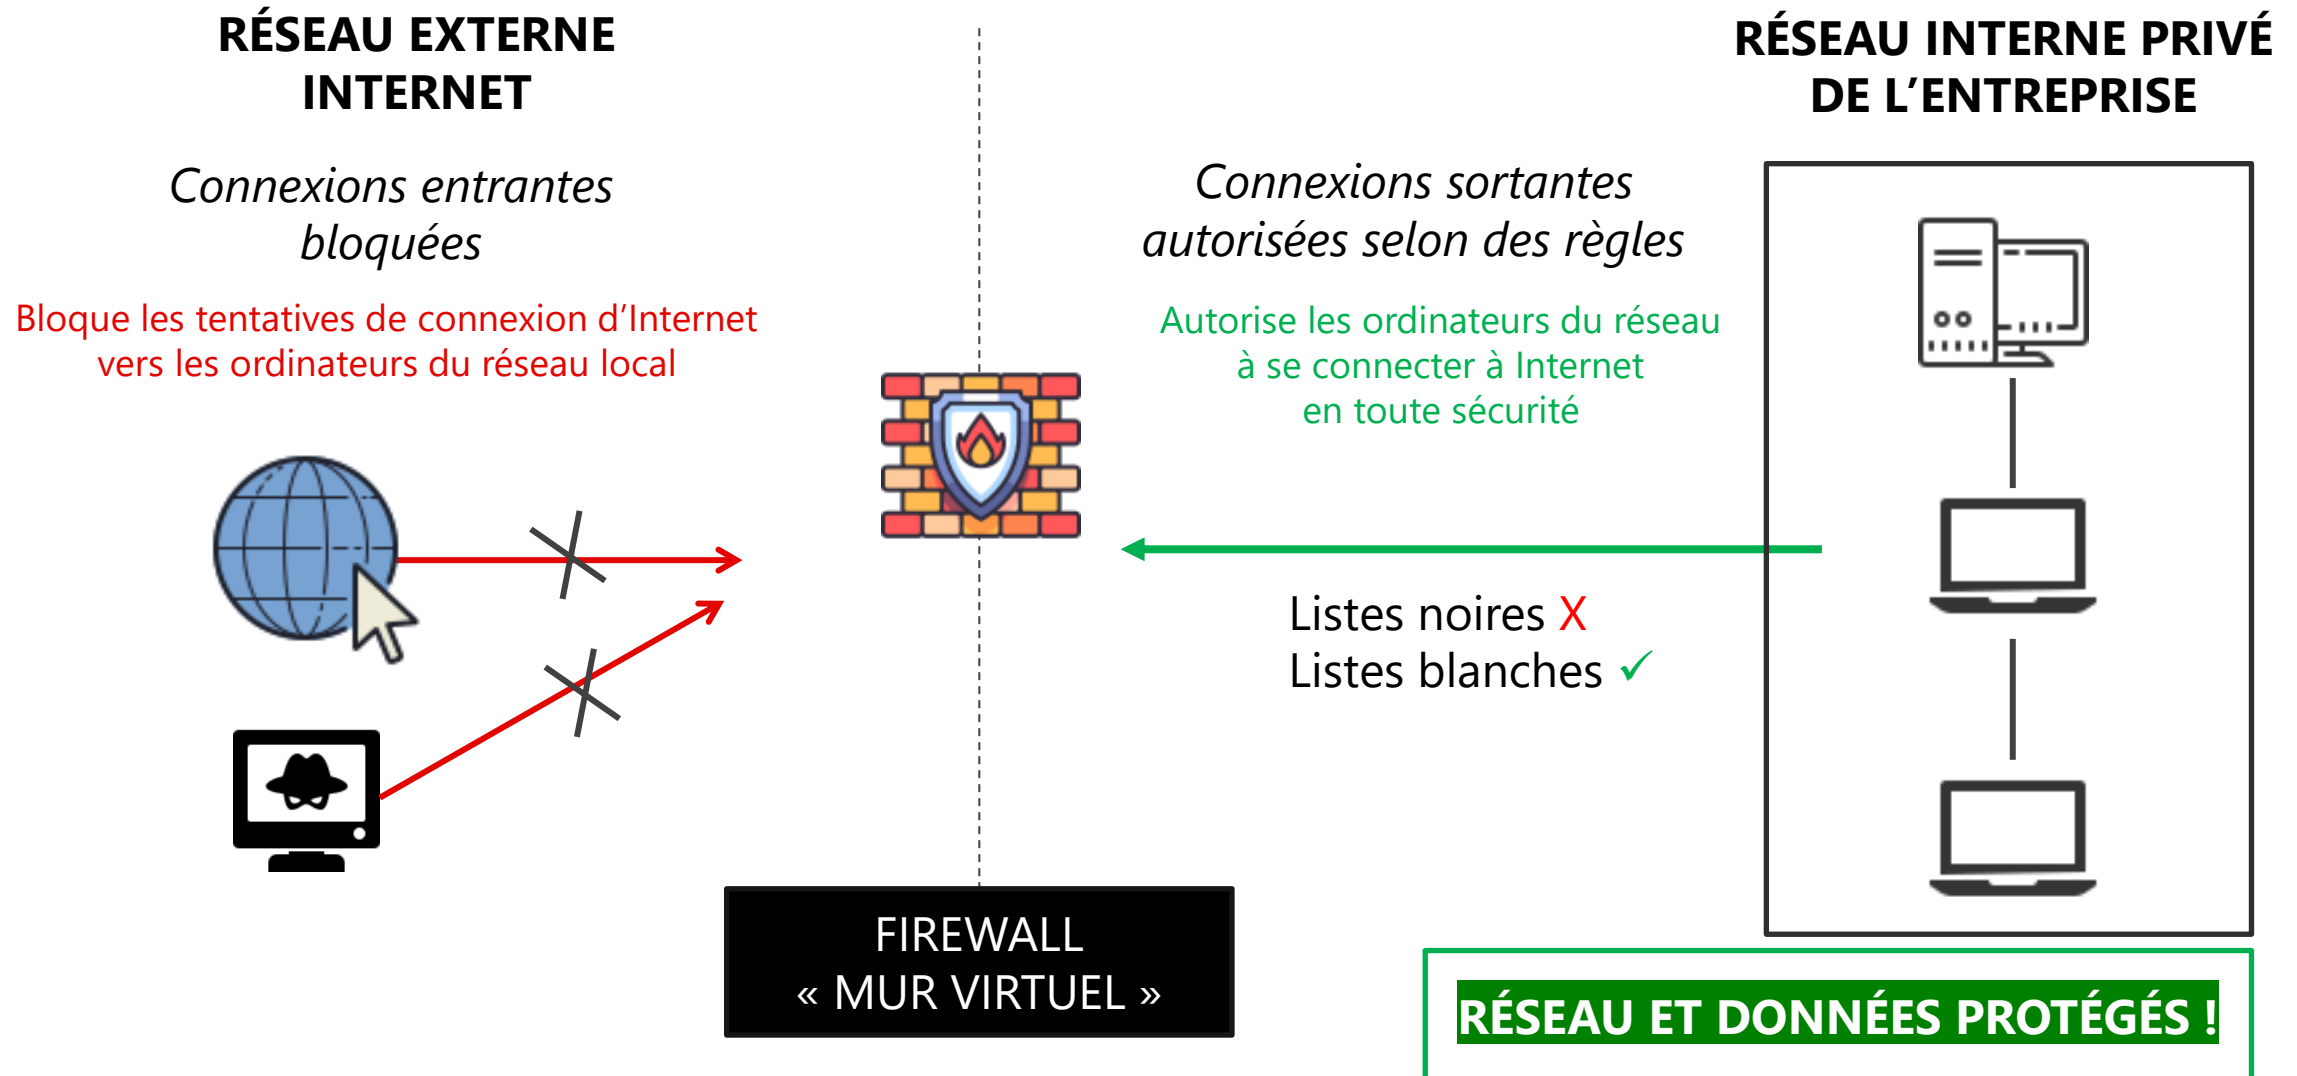 RÉSEAU EXTERNE
INTERNET
Connexions entrantes
bloquées
Bloque les tentatives de connexion d’Internet
vers les ordinateurs du réseau local
Connexions sortantes
autorisées selon des règles
Autorise les ordinateurs du réseau
à se connecter à Internet
en toute sécurité
Listes noires X
Listes blanches ✓
RÉSEAU INTERNE PRIVÉ
DE L’ENTREPRISE
FIREWALL
« MUR VIRTUEL »
RÉSEAU ET DONNÉES PROTÉGÉS !